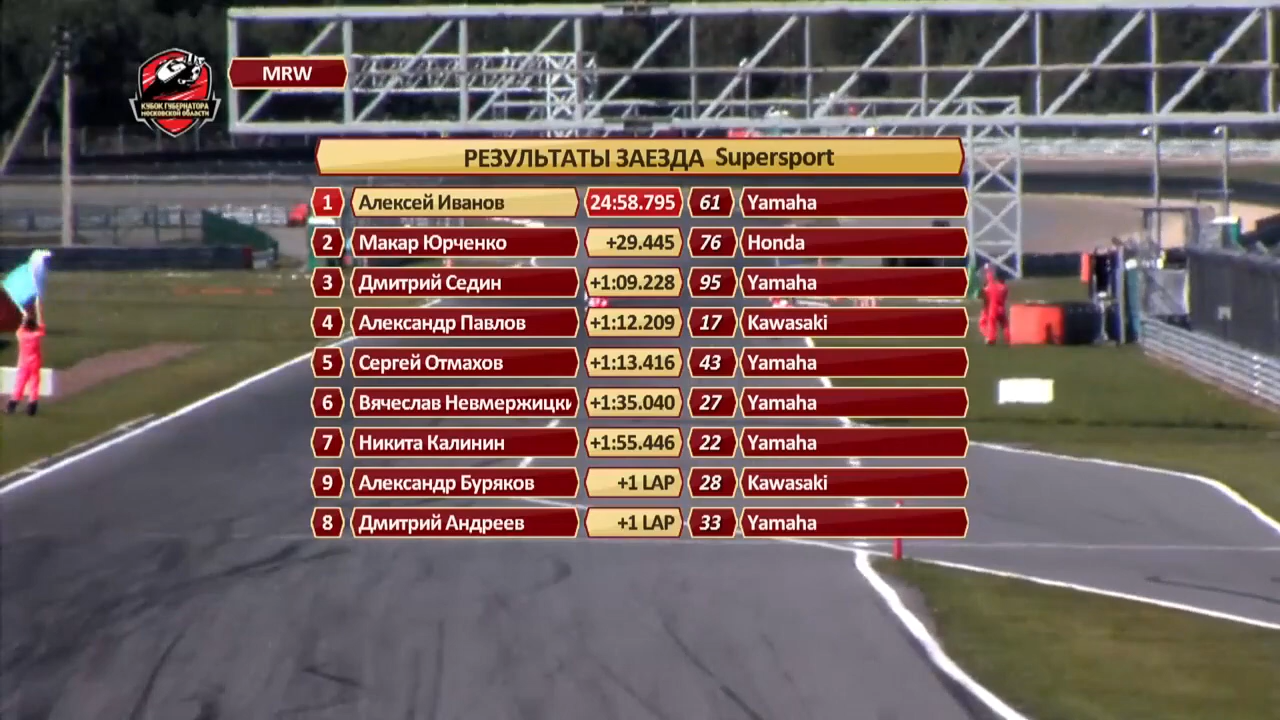 КУБОК ГУБЕРНАТОРА
МОСКОВСКОЙ ОБЛАСТИ
MRW
РЕЗУЛЬТАТЫ ЗАЕЗДА Supersport
1 Алексей Иванов 24:58.795 61 Yamaha
2 Макар Юрченко +29.445 76 Honda
3 Дмитрий Седин +1:09.228 95 Yamaha
4 Александр Павлов +1:12.209 17 Kawasaki
5 Сергей Отмахов +1:13.416 43 Yamaha
6 Вячеслав Невмержицки +1:35.040 27 Yamaha
7 Никита Калинин +1:55.446 22 Yamaha
9 Александр Буряков +1 LAP 28 Kawasaki
8 Дмитрий Андреев +1 LAP 33 Yamaha